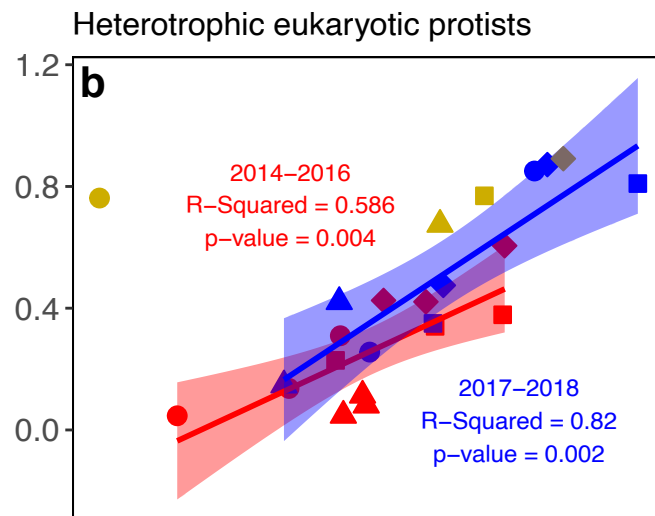 Heterotrophic eukaryotic protists
b
1.2
0.8
0.4
0.0
2014−2016
R−Squared = 0.586
p−value = 0.004
2017−2018
R−Squared = 0.82
p−value = 0.002